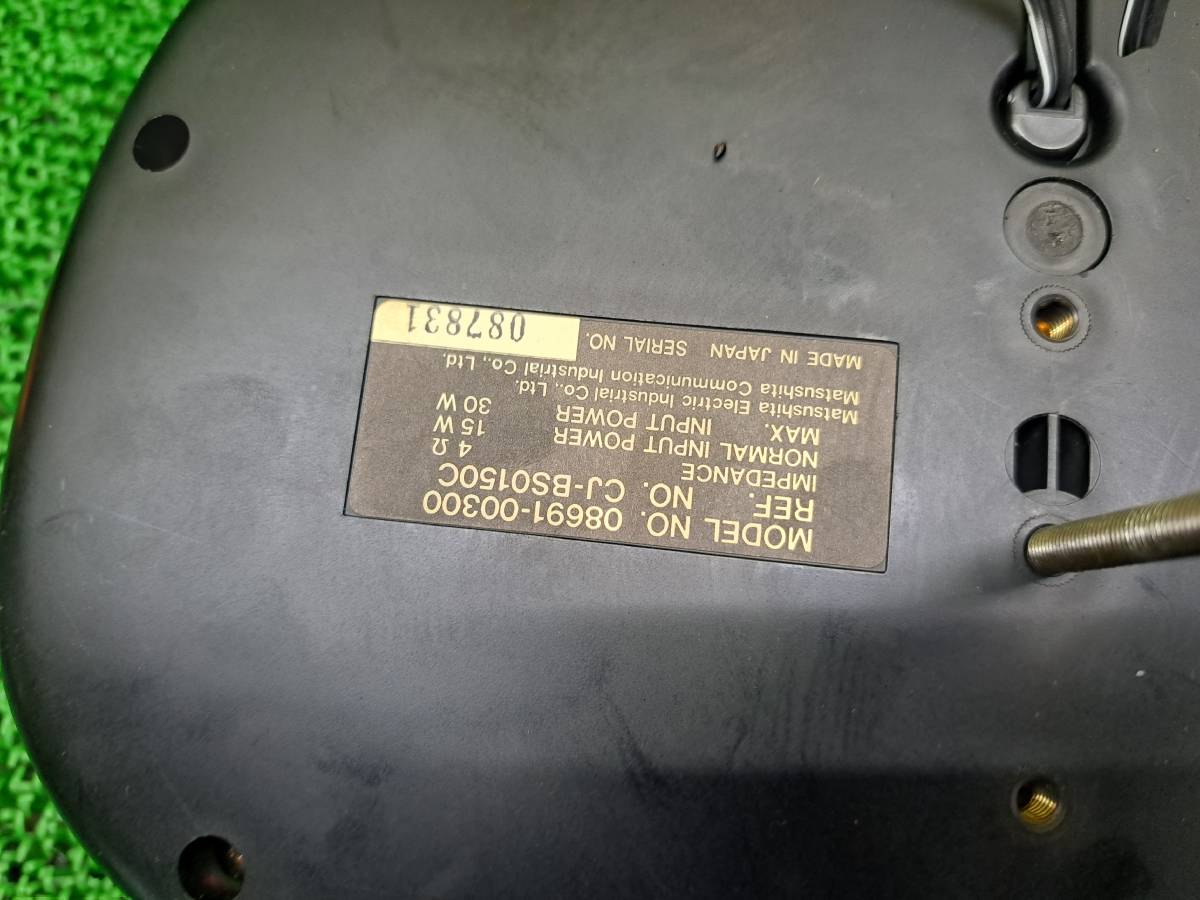 MODEL NO. 08691-00300
REF. NO. CJ-BS0150C
IMPEDANCE 4 Ω
NORMAL INPUT POWER 15 W
MAX. INPUT POWER 30 W
Matsushita Electric Industrial Co., Ltd.
Matsushita Communication Industrial Co., Ltd.
MADE IN JAPAN SERIAL NO. 087831